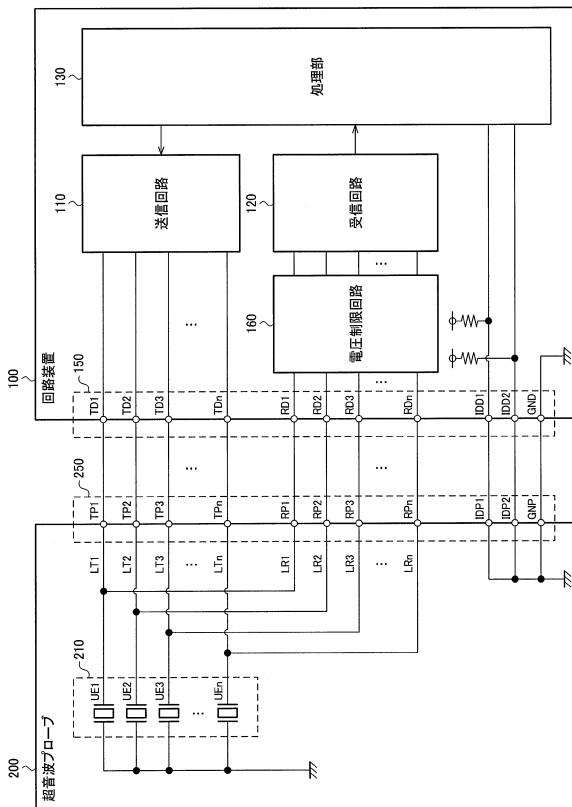 200
超音波プローブ
210
UE1
UE2
UE3
…
UEn
LT1
LT2
LT3
…
LTn
LR1
LR2
LR3
…
LRn
250
TP1
TP2
TP3
…
TPn
RP1
RP2
RP3
…
RPn
IDP1
IDP2
GNP
…
…
100
回路装置
150
TD1
TD2
TD3
TDn
RD1
RD2
RD3
…
RDn
IDD1
IDD2
GND
…
160
電圧制限回路
…
110
送信回路
120
受信回路
130
処理部